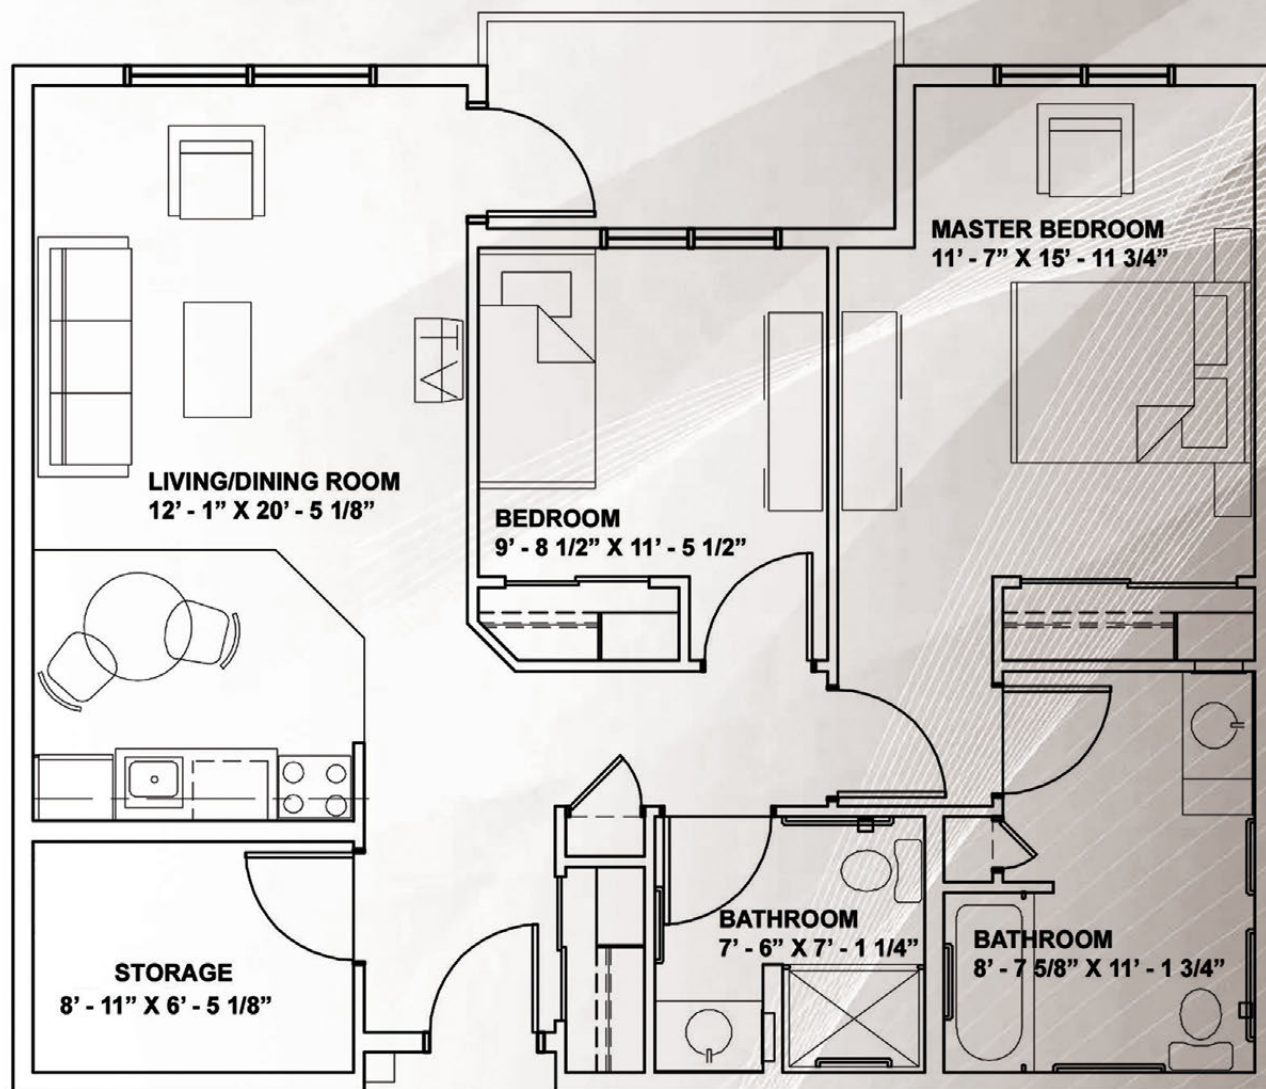 MASTER BEDROOM
11' - 7" X 15' - 11 3/4"
TV
LIVING/DINING ROOM
12' - 1" X 20' - 5 1/8"
BEDROOM
9' - 8 1/2" X 11' - 5 1/2"
BATHROOM
7' - 6" X 7' - 1 1/4"
BATHROOM
8' - 7 5/8" X 11' - 1 3/4"
STORAGE
8' - 11" X 6' - 5 1/8"